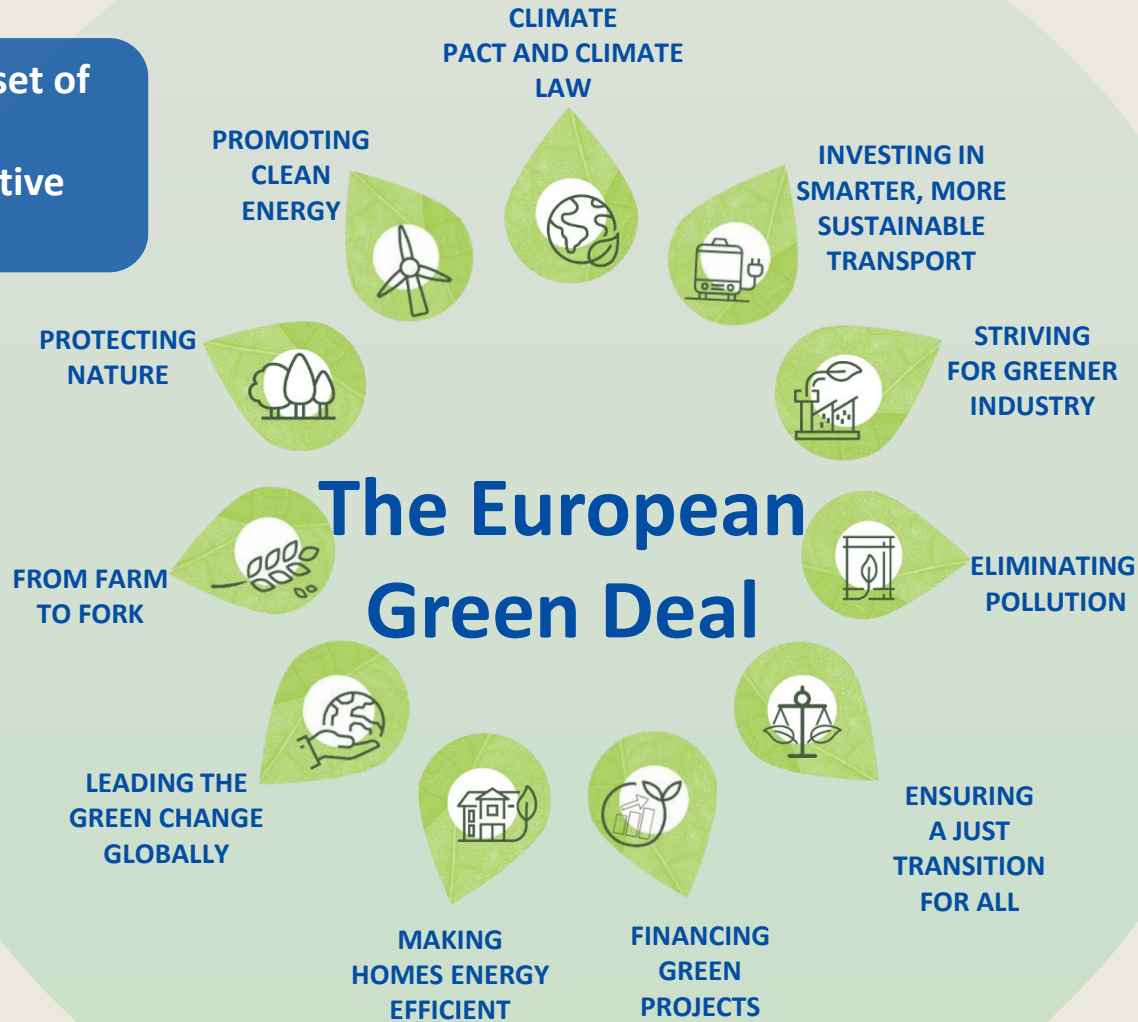 set of
tive
CLIMATE
PACT AND CLIMATE
LAW
INVESTING IN
SMARTER, MORE
SUSTAINABLE
TRANSPORT
STRIVING
FOR GREENER
INDUSTRY
ELIMINATING
POLLUTION
ENSURING
A JUST
TRANSITION
FOR ALL
FINANCING
GREEN
PROJECTS
MAKING
HOMES ENERGY
EFFICIENT
LEADING THE
GREEN CHANGE
GLOBALLY
FROM FARM
TO FORK
PROTECTING
NATURE
PROMOTING
CLEAN
ENERGY
The European
Green Deal